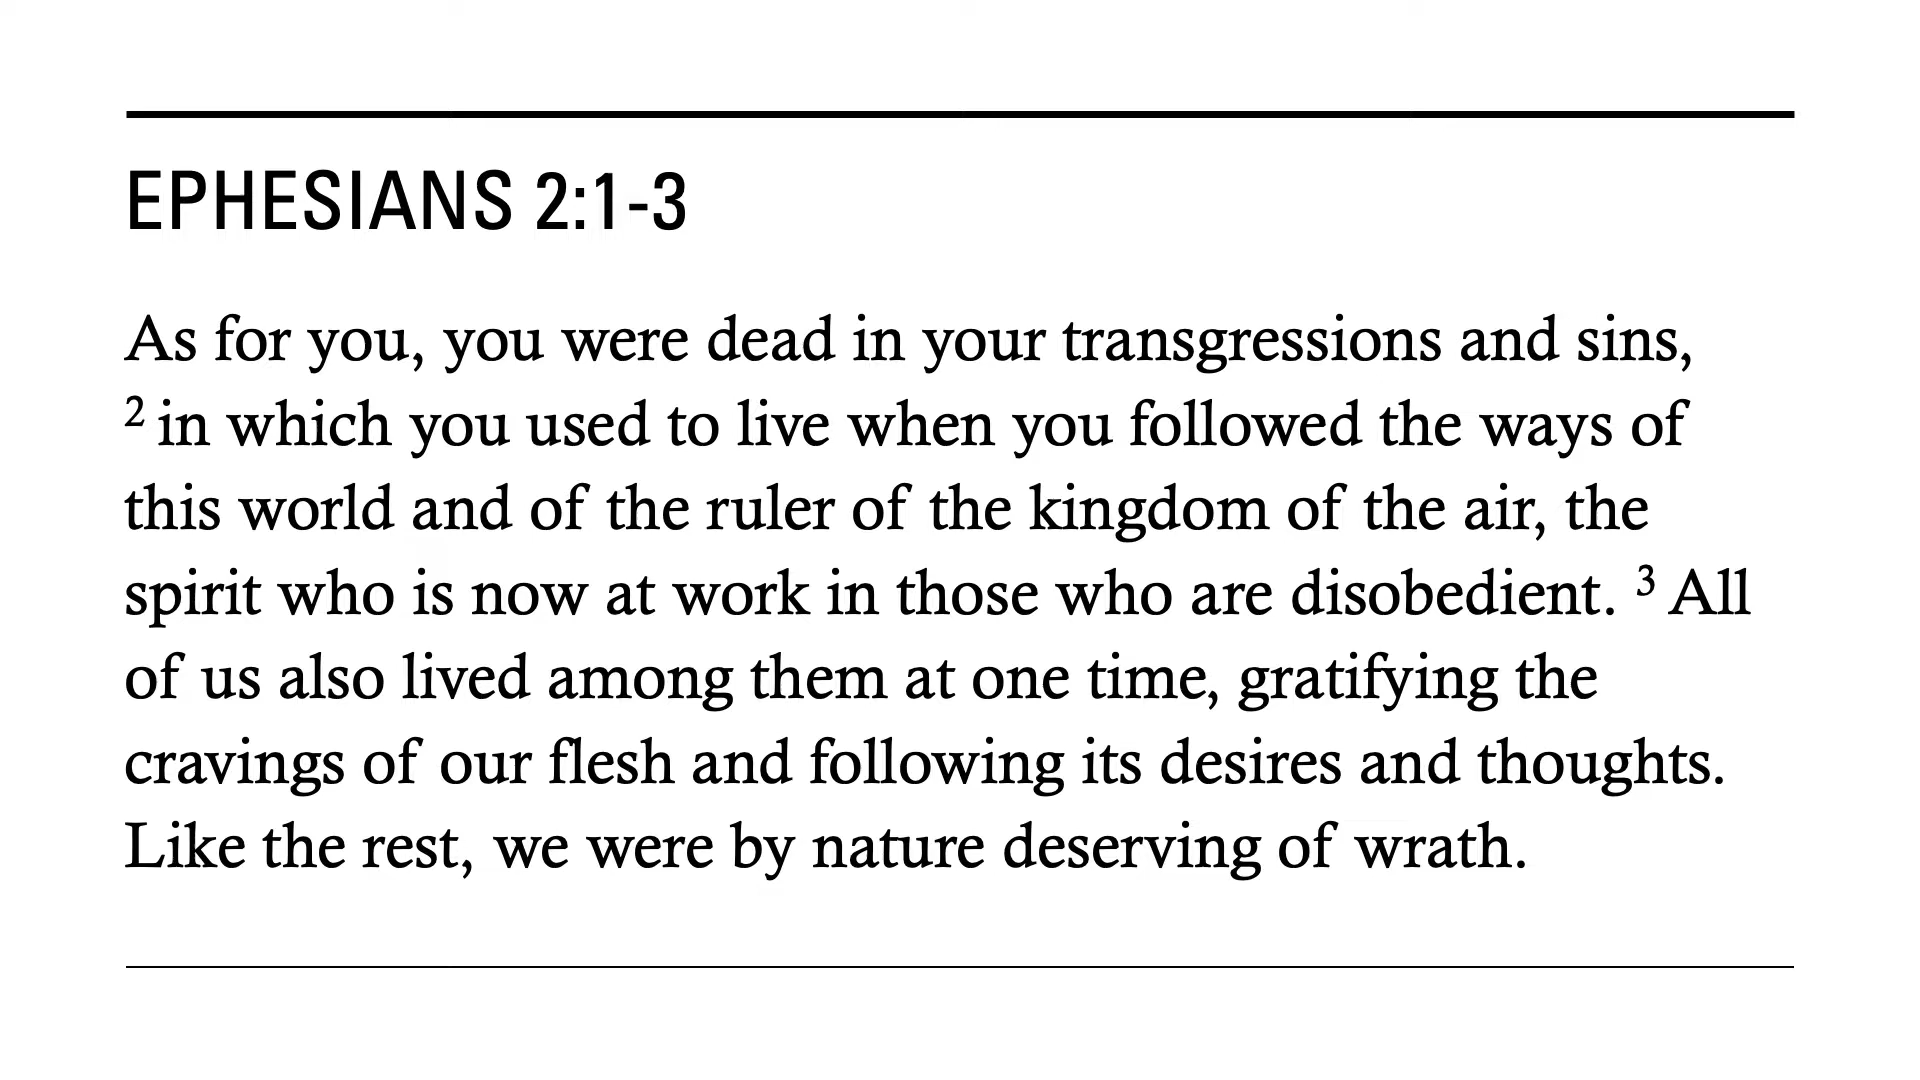 EPHESIANS 2:1-3
As for you, you were dead in your transgressions and sins,
² in which you used to live when you followed the ways of
this world and of the ruler of the kingdom of the air, the
spirit who is now at work in those who are disobedient. ³ All
of us also lived among them at one time, gratifying the
cravings of our flesh and following its desires and thoughts.
Like the rest, we were by nature deserving of wrath.